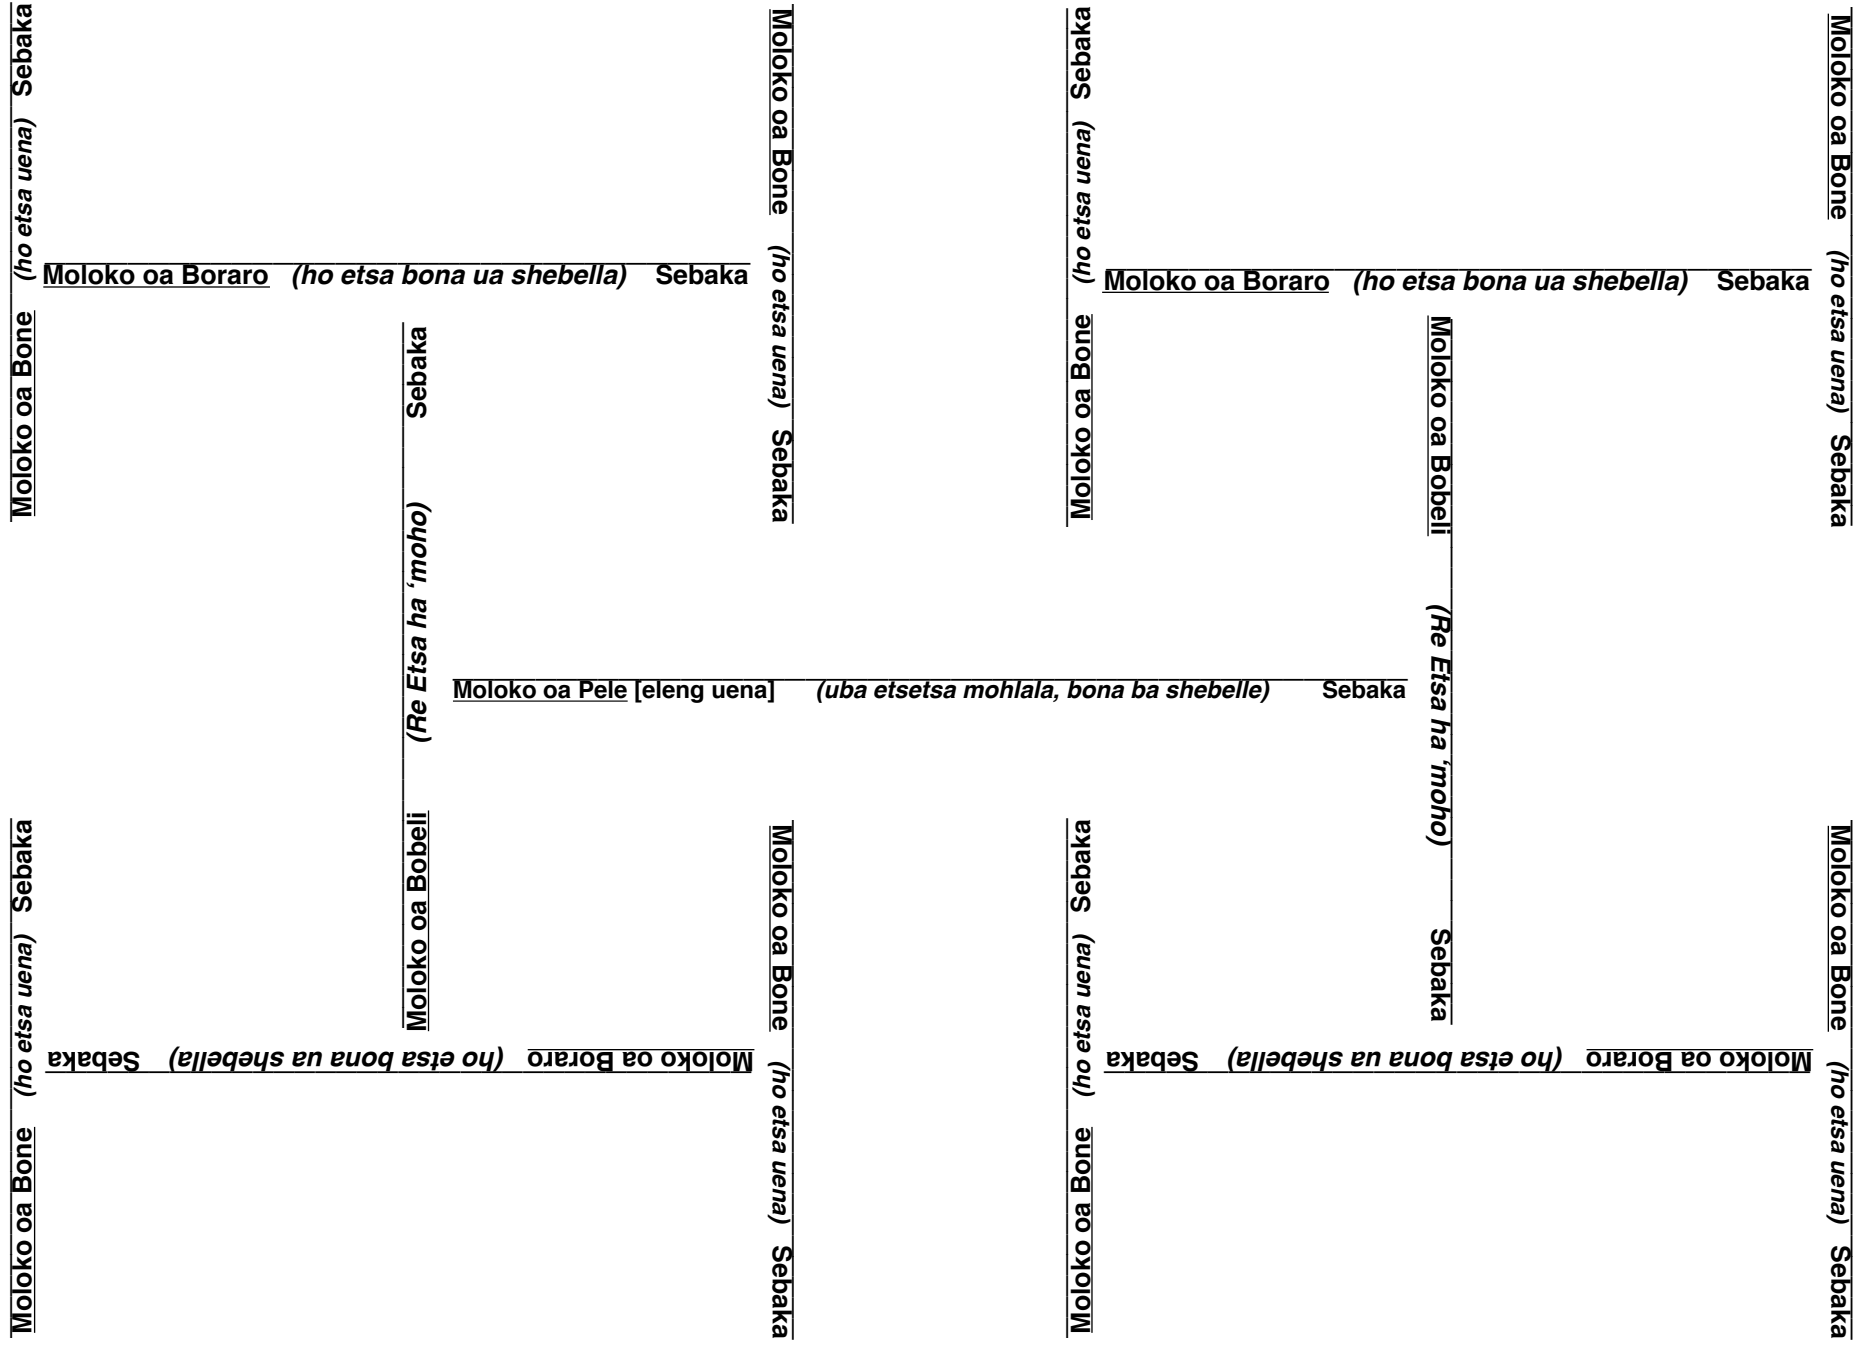 Moloko oa Bone (ho etsa uena) Sebaka
Moloko oa Boraro (ho etsa bona ua shebella) Sebaka
Moloko oa Bone (ho etsa uena) Sebaka
Moloko oa Bone (ho etsa uena) Sebaka
Moloko oa Boraro (ho etsa bona ua shebella) Sebaka
Moloko oa Bone (ho etsa uena) Sebaka
Moloko oa Bobeli (Re Etsa ha ‘moho) Sebaka
Moloko oa Pele [eleng uena] (uba etsetsa mohlala, bona ba shebelle) Sebaka
Moloko oa Bobeli (Re Etsa ha ‘moho) Sebaka
Moloko oa Bone (ho etsa uena) Sebaka
Moloko oa Boraro (ho etsa bona ua shebella) Sebaka
Moloko oa Bone (ho etsa uena) Sebaka
Moloko oa Bone (ho etsa uena) Sebaka
Moloko oa Boraro (ho etsa bona ua shebella) Sebaka
Moloko oa Bone (ho etsa uena) Sebaka